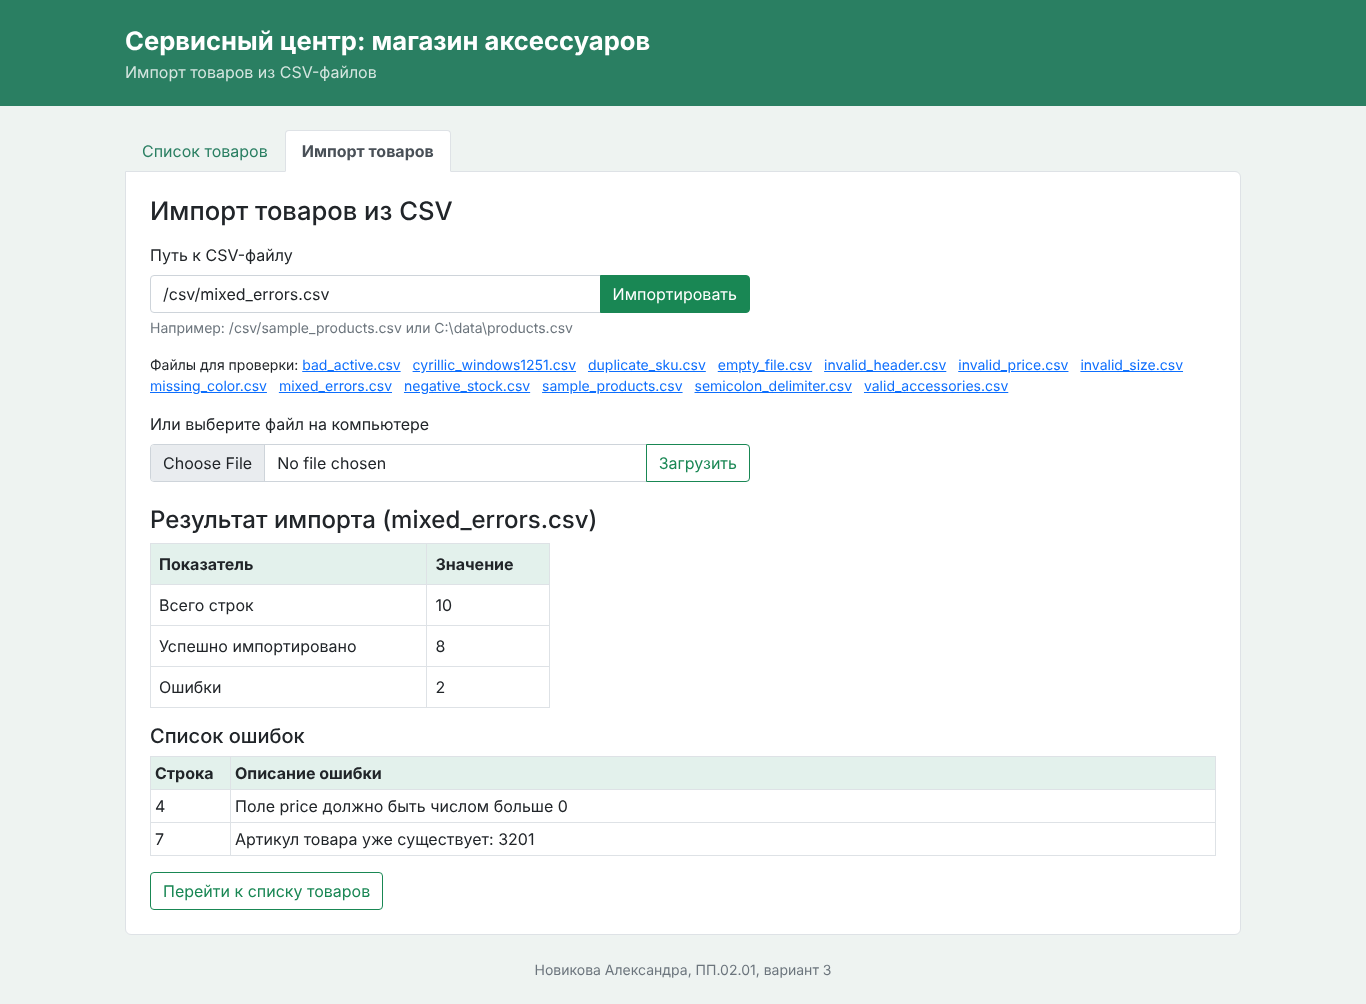 Сервисный центр: магазин аксессуаров
Импорт товаров из CSV-файлов
Список товаров
Импорт товаров
Импорт товаров из CSV
Путь к CSV-файлу
/csv/mixed_errors.csv
Импортировать
Например: /csv/sample_products.csv или C:\data\products.csv
Файлы для проверки: bad_active.csv cyrillic_windows1251.csv duplicate_sku.csv empty_file.csv invalid_header.csv invalid_price.csv invalid_size.csv
missing_color.csv mixed_errors.csv negative_stock.csv sample_products.csv semicolon_delimiter.csv valid_accessories.csv
Или выберите файл на компьютере
Choose File No file chosen Загрузить
Результат импорта (mixed_errors.csv)
Показатель Значение
Всего строк 10
Успешно импортировано 8
Ошибки 2
Список ошибок
Строка Описание ошибки
4 Поле price должно быть числом больше 0
7 Артикул товара уже существует: 3201
Перейти к списку товаров
Новикова Александра, ПП.02.01, вариант 3